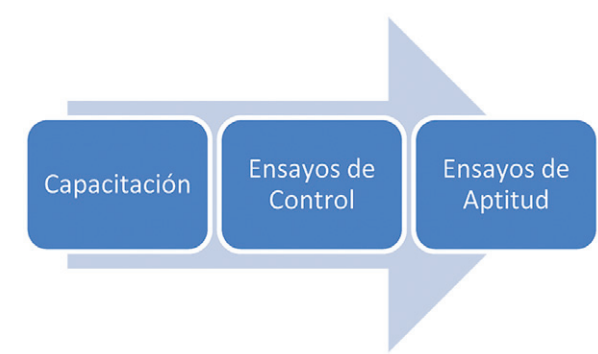 Capacitación
Ensayos de
Control
Ensayos de
Aptitud